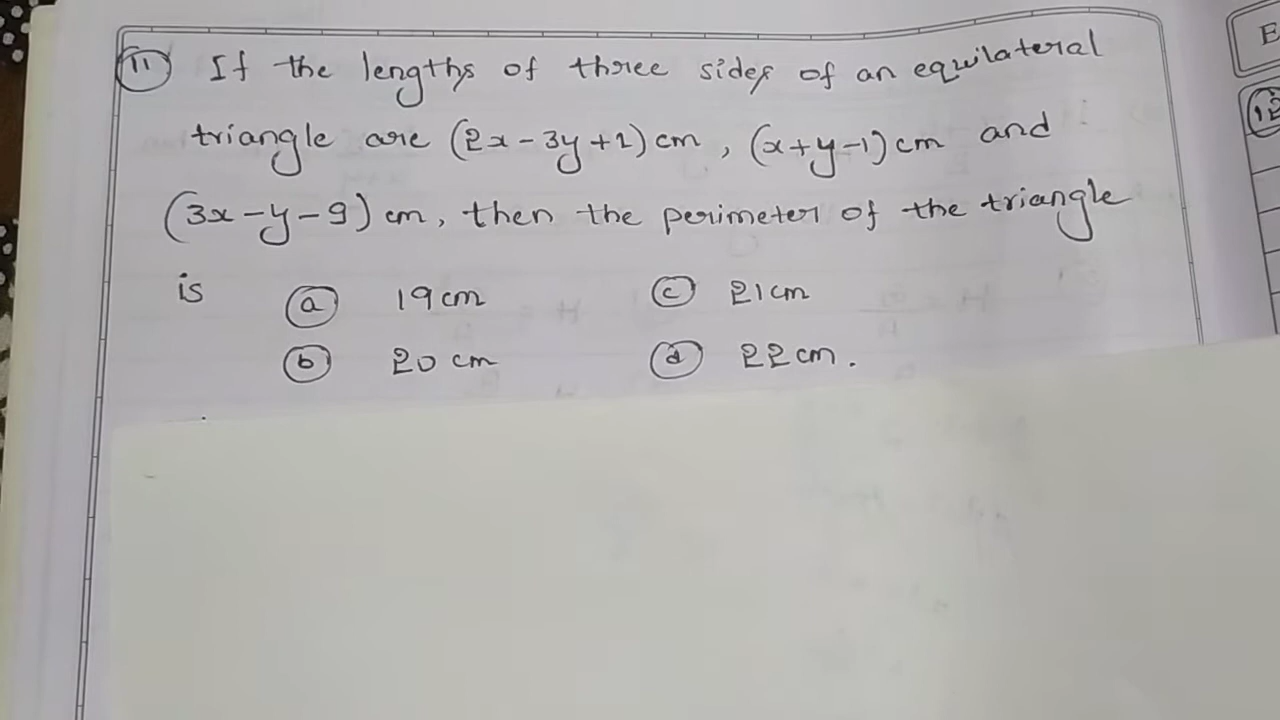 11 If the lengths of three sides of an equilateral
triangle are (2x-3y+1) cm, (x+y-1) cm and
(3x-y-9) cm, then the perimeter of the triangle
is
a 19 cm c 21 cm
b 20 cm d 22 cm.
E